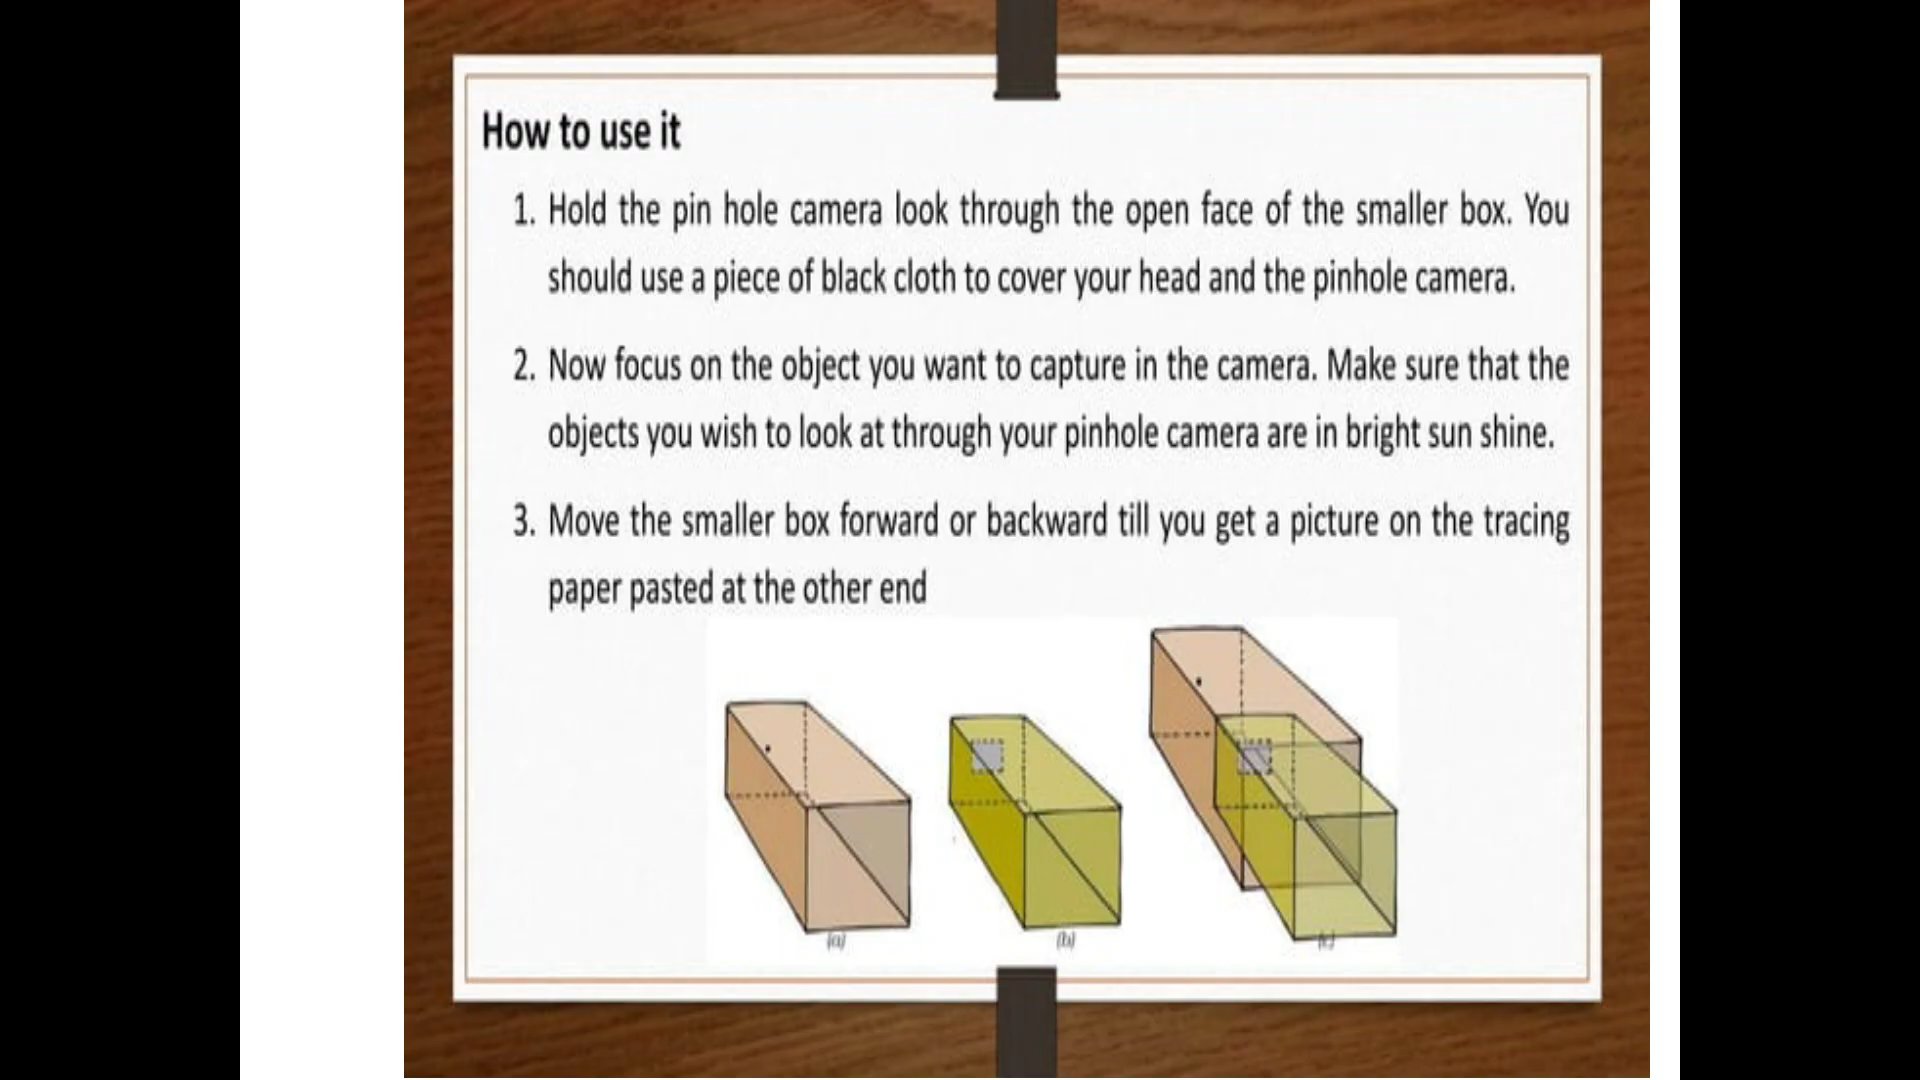 How to use it
1. Hold the pin hole camera look through the open face of the smaller box. You
should use a piece of black cloth to cover your head and the pinhole camera.
2. Now focus on the object you want to capture in the camera. Make sure that the
objects you wish to look at through your pinhole camera are in bright sun shine.
3. Move the smaller box forward or backward till you get a picture on the tracing
paper pasted at the other end
(a) (b) (c)